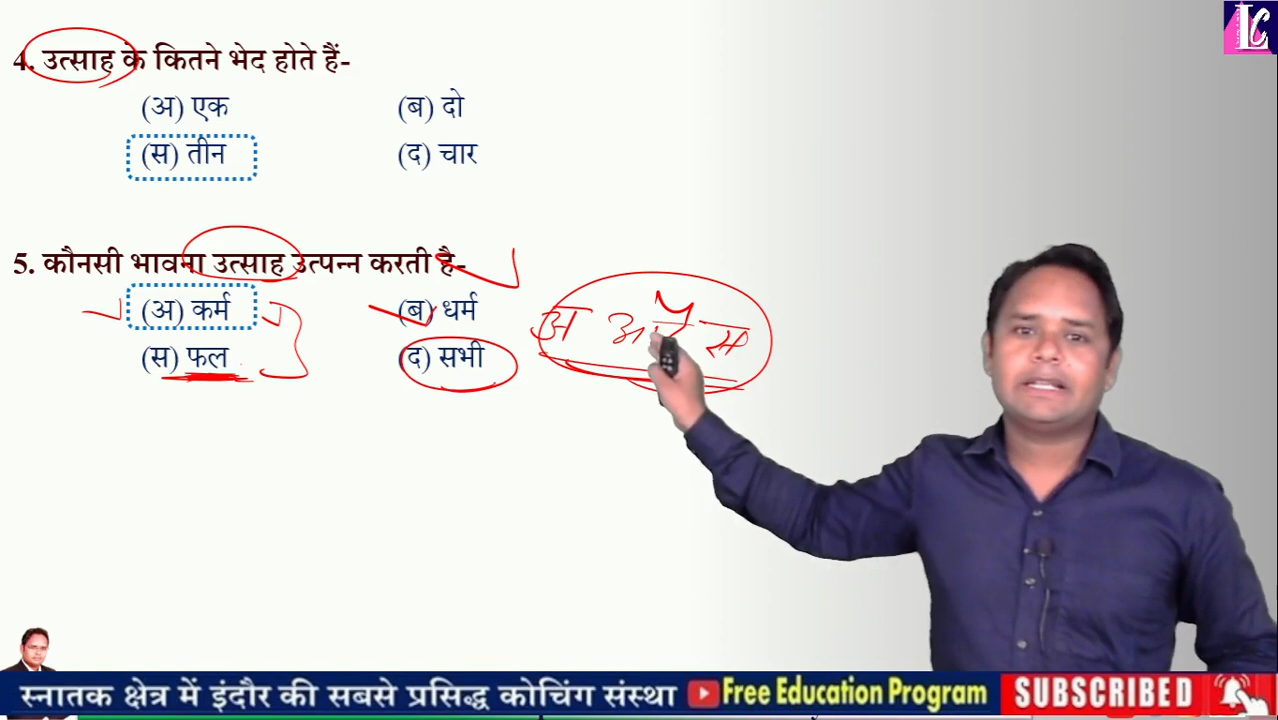 4. उत्साह के कितने भेद होते हैं-
(अ) एक (ब) दो
(स) तीन (द) चार
5. कौनसी भावना उत्साह उत्पन्न करती है-
(अ) कर्म (ब) धर्म
(स) फल (द) सभी
अ स
स्नातक क्षेत्र में इंदौर की सबसे प्रसिद्ध कोचिंग संस्था Free Education Program SUBSCRIBED